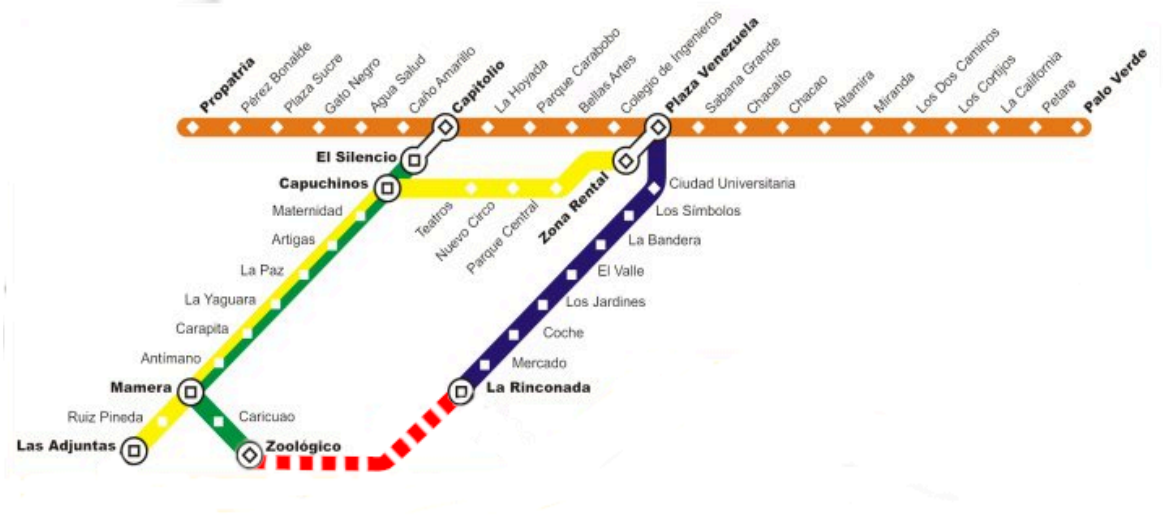 Propatria
Pérez Bonalde
Plaza Sucre
Gato Negro
Agua Salud
Caño Amarillo
Capitolio
La Hoyada
Parque Carabobo
Bellas Artes
Colegio de Ingenieros
Plaza Venezuela
Sabana Grande
Chacaíto
Chacao
Altamira
Miranda
Los Dos Caminos
Los Cortijos
La California
Petare
Palo Verde
El Silencio
Capuchinos
Teatros
Nuevo Circo
Parque Central
Zona Rental
Ciudad Universitaria
Maternidad
Los Símbolos
Artigas
La Bandera
La Paz
El Valle
La Yaguara
Los Jardines
Carapita
Coche
Antímano
Mercado
Mamera
La Rinconada
Ruiz Pineda
Caricuao
Las Adjuntas
Zoológico